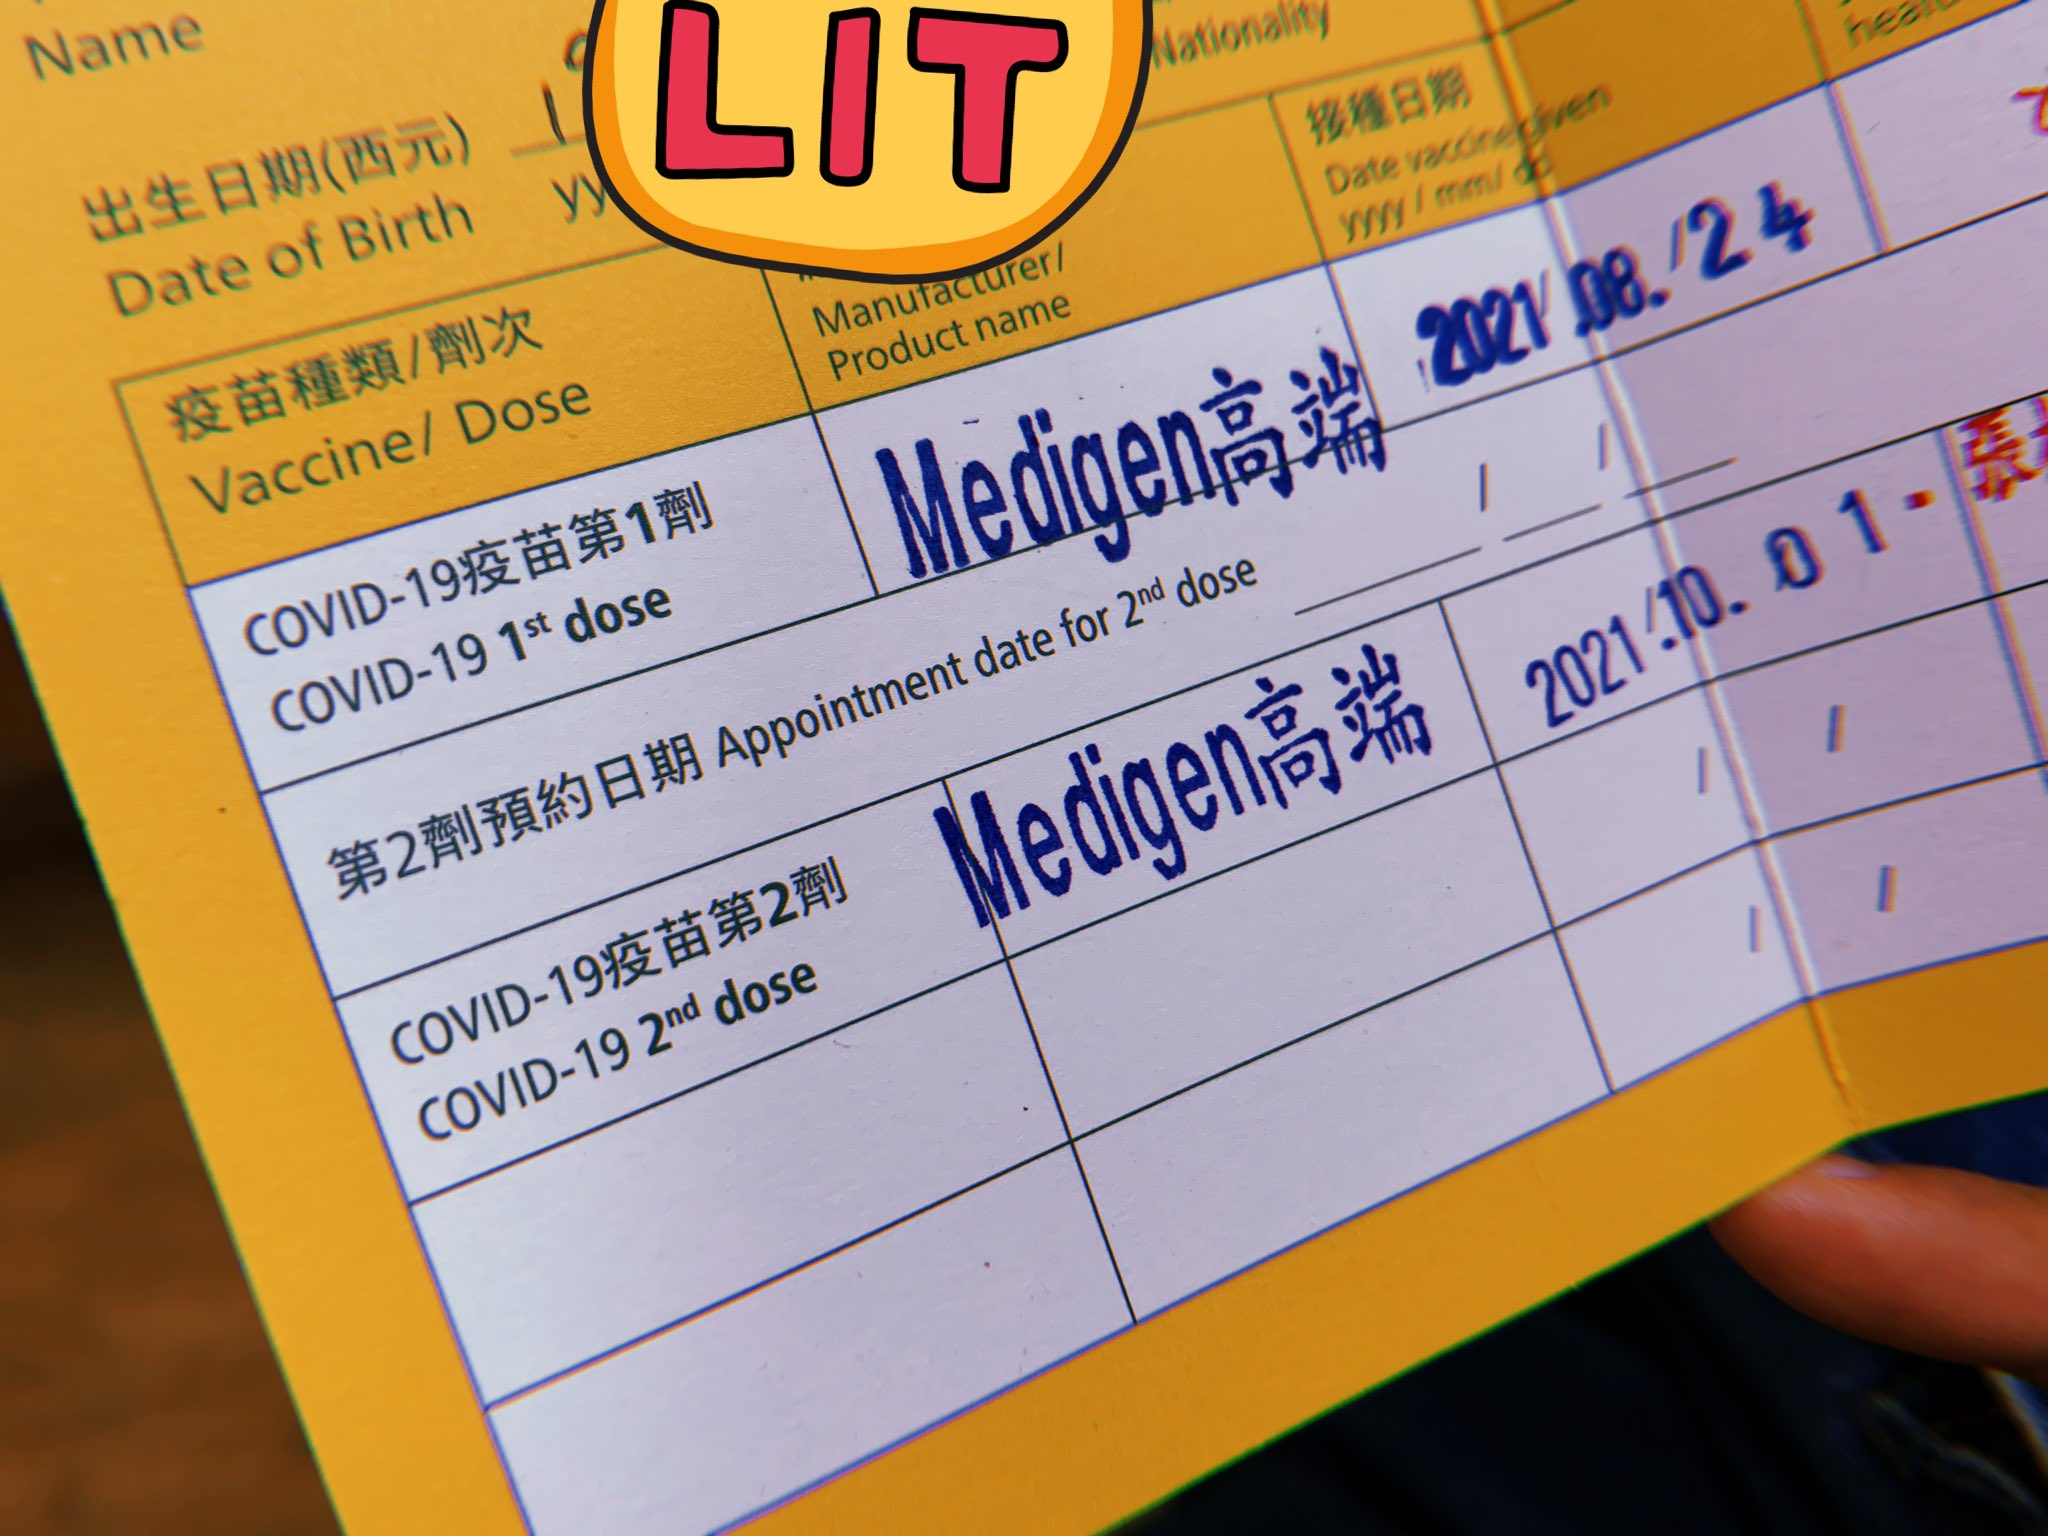 Name
LIT
Nationality
出生日期(西元)
Date of Birth
yy
疫苗種類/劑次
Vaccine/ Dose
Manufacturer/
Product name
接種日期
Date vaccine given
yyyy / mm/ dd
COVID-19疫苗第1劑
COVID-19 1st dose
Medigen高端
2021/.08./24
第2劑預約日期 Appointment date for 2nd dose / /
COVID-19疫苗第2劑
COVID-19 2nd dose
Medigen高端
2021/.10. 01.
/ /
/ /